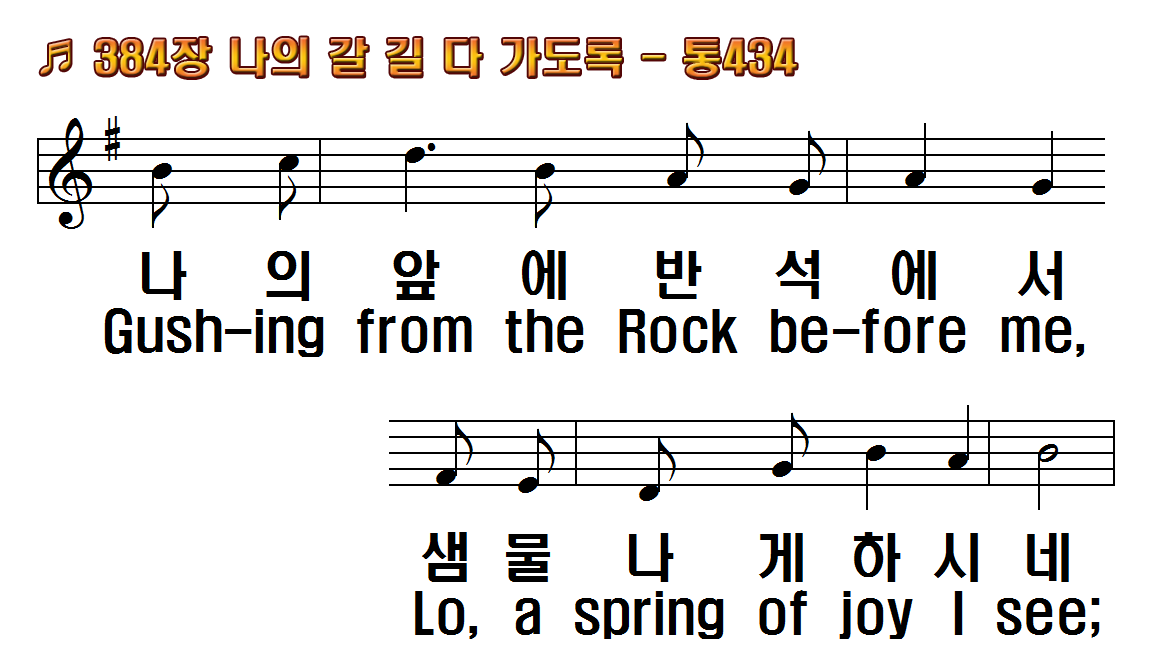 ♬ 384장 나의 갈 길 다 가도록 - 통434
나 의 앞 에 반 석 에 서
Gush-ing from the Rock be-fore me,
샘 물 나 게 하 시 네
Lo, a spring of joy I see;